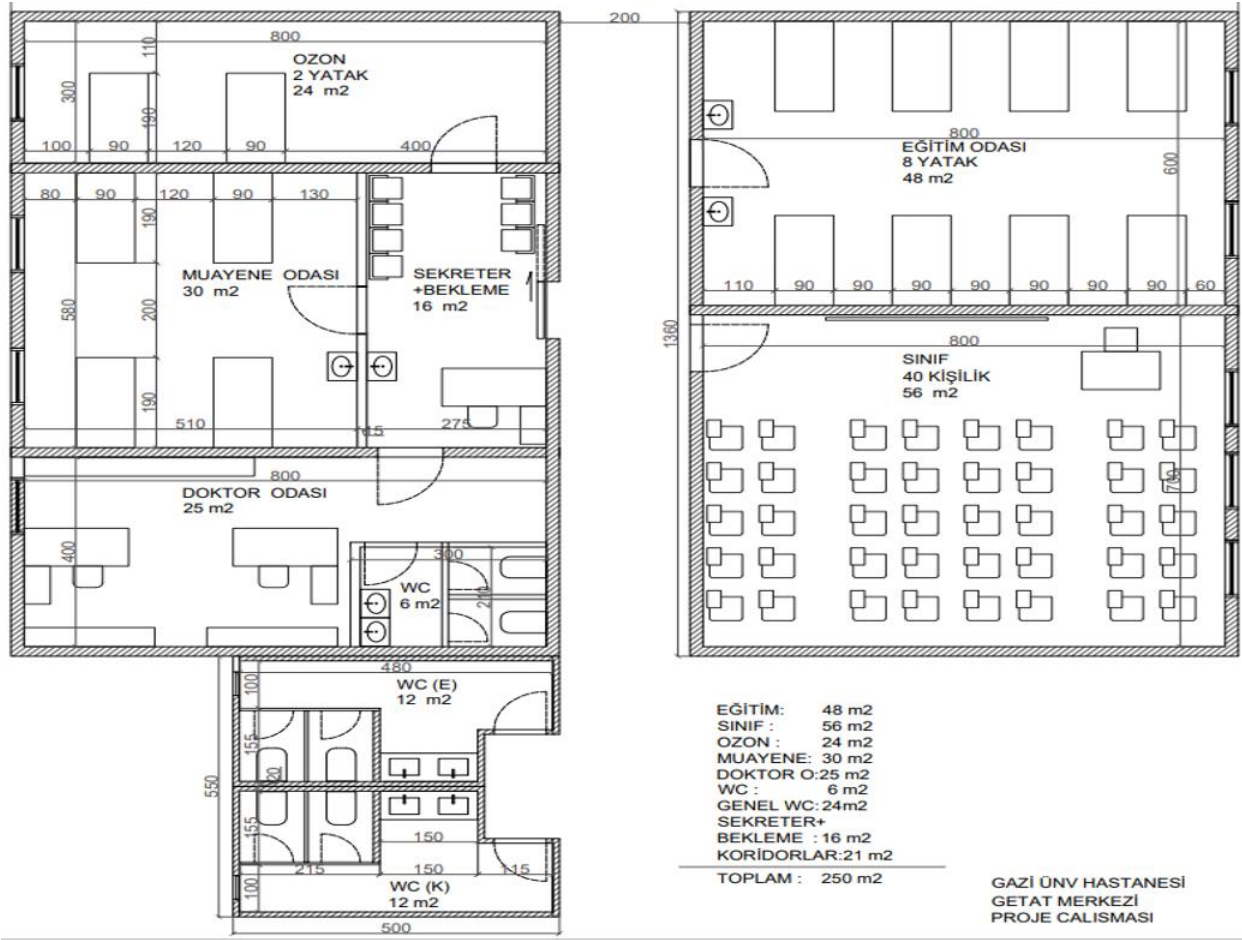 200
800
110
OZON
2 YATAK
24 m2
300
190
100
90
120
90
400
80
90
120
90
130
190
MUAYENE ODASI
30 m2
SEKRETER
+BEKLEME
16 m2
580
200
190
510
15
275
800
DOKTOR ODASI
25 m2
400
300
WC
6 m2
210
480
WC (E)
12 m2
100
155
120
550
155
150
215
150
115
100
WC (K)
12 m2
500
800
EĞİTİM ODASI
8 YATAK
48 m2
600
110
90
90
90
90
90
90
90
60
1360
800
SINIF
40 KİŞİLİK
56 m2
700
EĞİTİM: 48 m2
SINIF : 56 m2
OZON : 24 m2
MUAYENE: 30 m2
DOKTOR O:25 m2
WC : 6 m2
GENEL WC:24m2
SEKRETER+
BEKLEME :16 m2
KORİDORLAR:21 m2
TOPLAM : 250 m2
GAZİ ÜNV HASTANESİ
GETAT MERKEZİ
PROJE CALISMASI